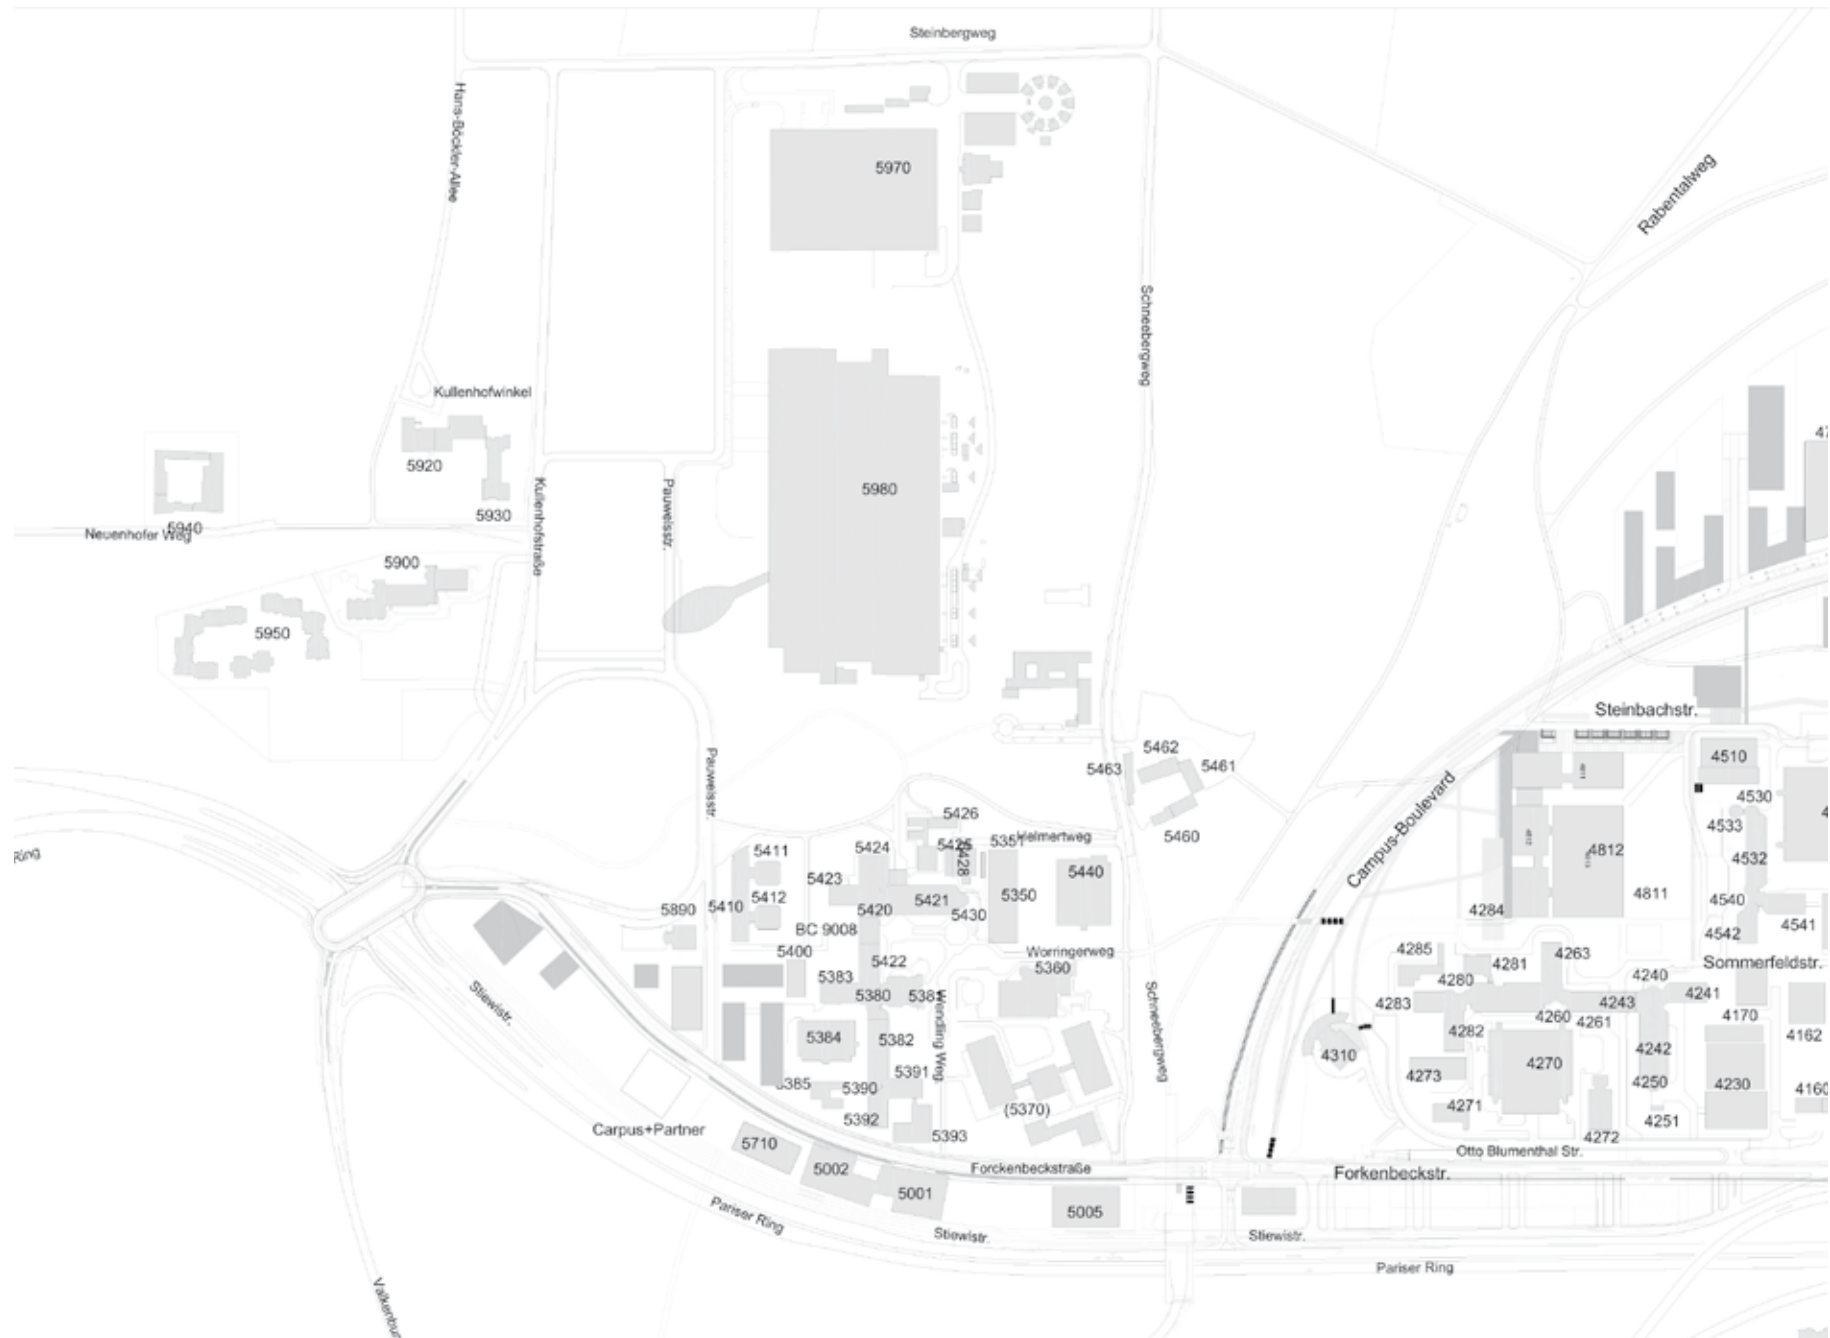 Steinbergweg
Hans-Böckler-Allee
5970
Rabentalweg
Schneebergweg
Kullenhofwinkel
5920
5930
5980
Kullenhofstraße
Pauwelsstr.
5940
Neuenhofer Weg
5900
5950
Steinbachstr.
5462
5463
5461
5460
4510
4530
4533
4532
4540
4541
4542
Campus-Boulevard
4812
4811
Pauwelsstr.
5426
Helmertweg
5351
5428
5411
5424
5412
5423
5421
5350
5440
5410
5420
5430
5890
BC 9008
5400
5422
Worringerweg
5360
5383
5380
5381
Wendling Weg
5384
5382
5391
5385
5390
5392
5393
(5370)
Schneebergweg
4284
4285
4281
4263
4280
4240
Sommerfeldstr.
4283
4243
4241
4260
4261
4170
4162
4282
4310
4270
4242
4273
4250
4230
4160
4271
4251
4272
Ring
Stiewistr.
Carpus+Partner
5710
5002
5001
5005
Forckenbeckstraße
Otto Blumenthal Str.
Forkenbeckstr.
Pariser Ring
Stiewistr.
Stiewistr.
Pariser Ring